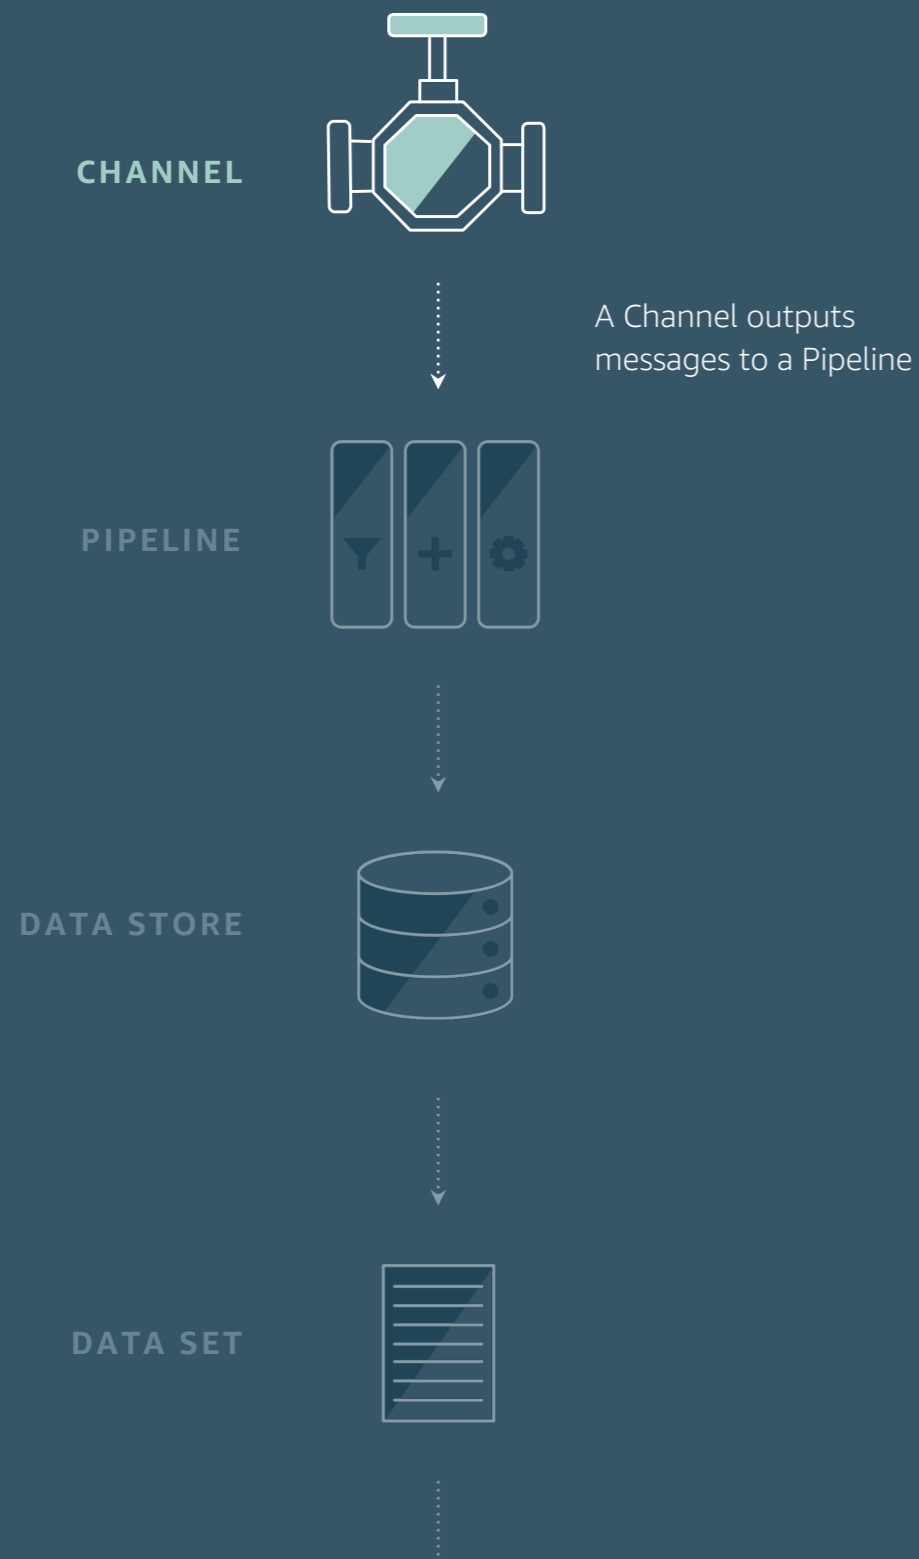 CHANNEL
A Channel outputs
messages to a Pipeline
PIPELINE
DATA STORE
DATA SET